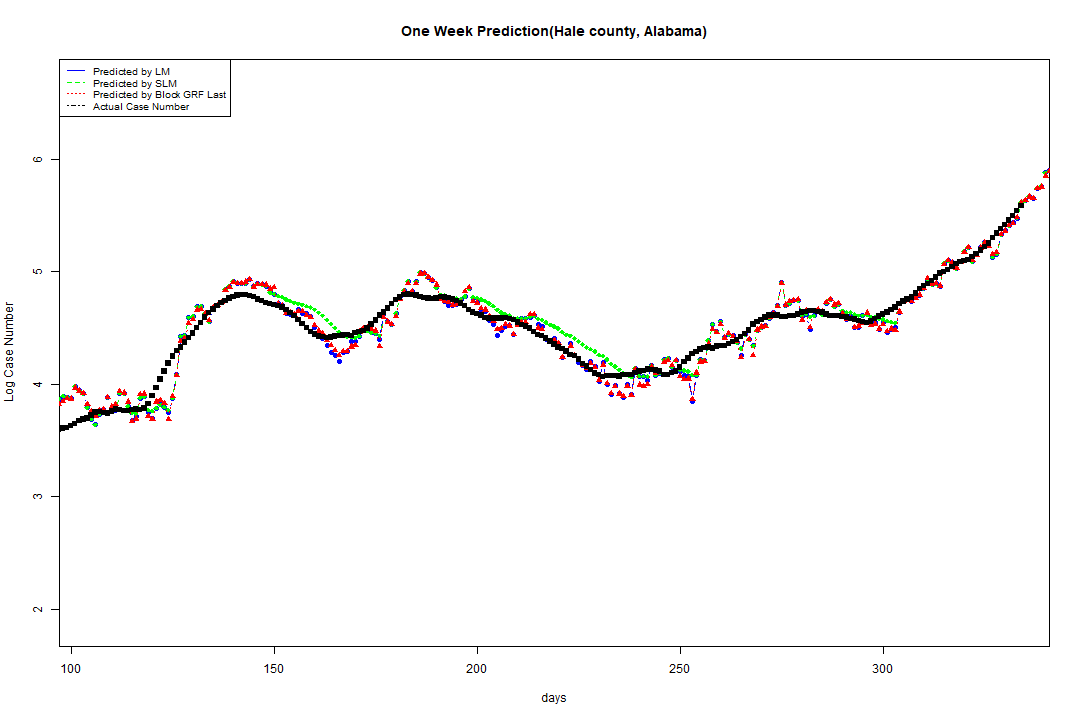 One Week Prediction(Hale county, Alabama)
Predicted by LM
Predicted by SLM
Predicted by Block GRF Last
Actual Case Number
6
5
4
3
2
Log Case Number
100 150 200 250 300
days